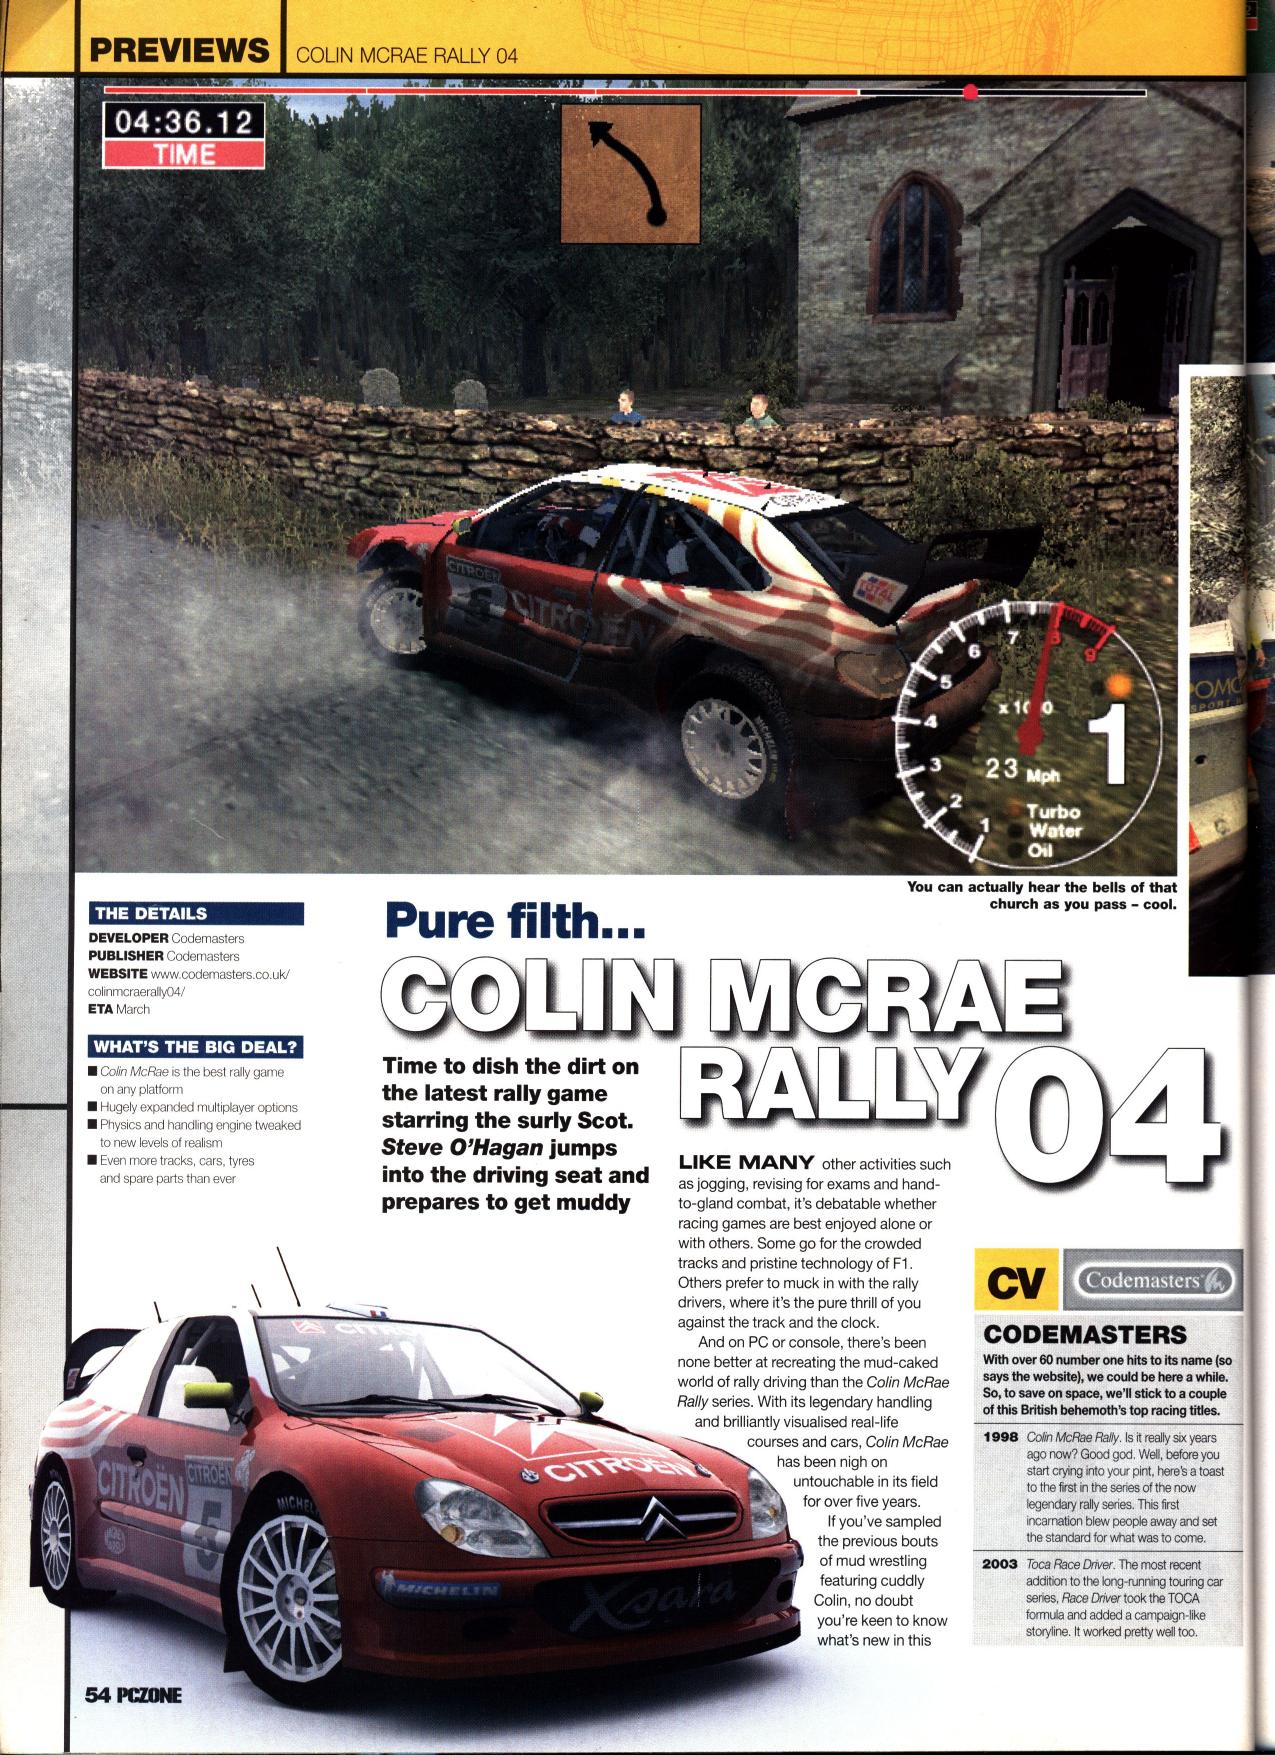 PREVIEWS
COLIN MCRAE RALLY 04
04:36.12
TIME
CITROËN
CITROËN
TOTAL
MICHELIN
1
2
3
4
5
6
7
8
9
23 Mph
1
Turbo
Water
Oil
You can actually hear the bells of that
church as you pass – cool.
THE DETAILS
DEVELOPER Codemasters
PUBLISHER Codemasters
WEBSITE www.codemasters.co.uk/
colinmcraerally04/
ETA March
WHAT'S THE BIG DEAL?
■ Colin McRae is the best rally game
on any platform
■ Hugely expanded multiplayer options
■ Physics and handling engine tweaked
to new levels of realism
■ Even more tracks, cars, tyres
and spare parts than ever
Pure filth...
COLIN MCRAE
RALLY 04
Time to dish the dirt on
the latest rally game
starring the surly Scot.
Steve O'Hagan jumps
into the driving seat and
prepares to get muddy
LIKE MANY other activities such
as jogging, revising for exams and hand-
to-gland combat, it's debatable whether
racing games are best enjoyed alone or
with others. Some go for the crowded
tracks and pristine technology of F1.
Others prefer to muck in with the rally
drivers, where it's the pure thrill of you
against the track and the clock.
And on PC or console, there's been
none better at recreating the mud-caked
world of rally driving than the Colin McRae
Rally series. With its legendary handling
and brilliantly visualised real-life
courses and cars, Colin McRae
has been nigh on
untouchable in its field
for over five years.
If you've sampled
the previous bouts
of mud wrestling
featuring cuddly
Colin, no doubt
you're keen to know
what's new in this
CV
Codemasters
CODEMASTERS
With over 60 number one hits to its name (so
says the website), we could be here a while.
So, to save on space, we'll stick to a couple
of this British behemoth's top racing titles.
1998 Colin McRae Rally. Is it really six years
ago now? Good god. Well, before you
start crying into your pint, here's a toast
to the first in the series of the now
legendary rally series. This first
incarnation blew people away and set
the standard for what was to come.
2003 Toca Race Driver. The most recent
addition to the long-running touring car
series, Race Driver took the TOCA
formula and added a campaign-like
storyline. It worked pretty well too.
CITROËN
CITROËN
CITROËN
5
MICHELIN
Xsara
54 PCZONE